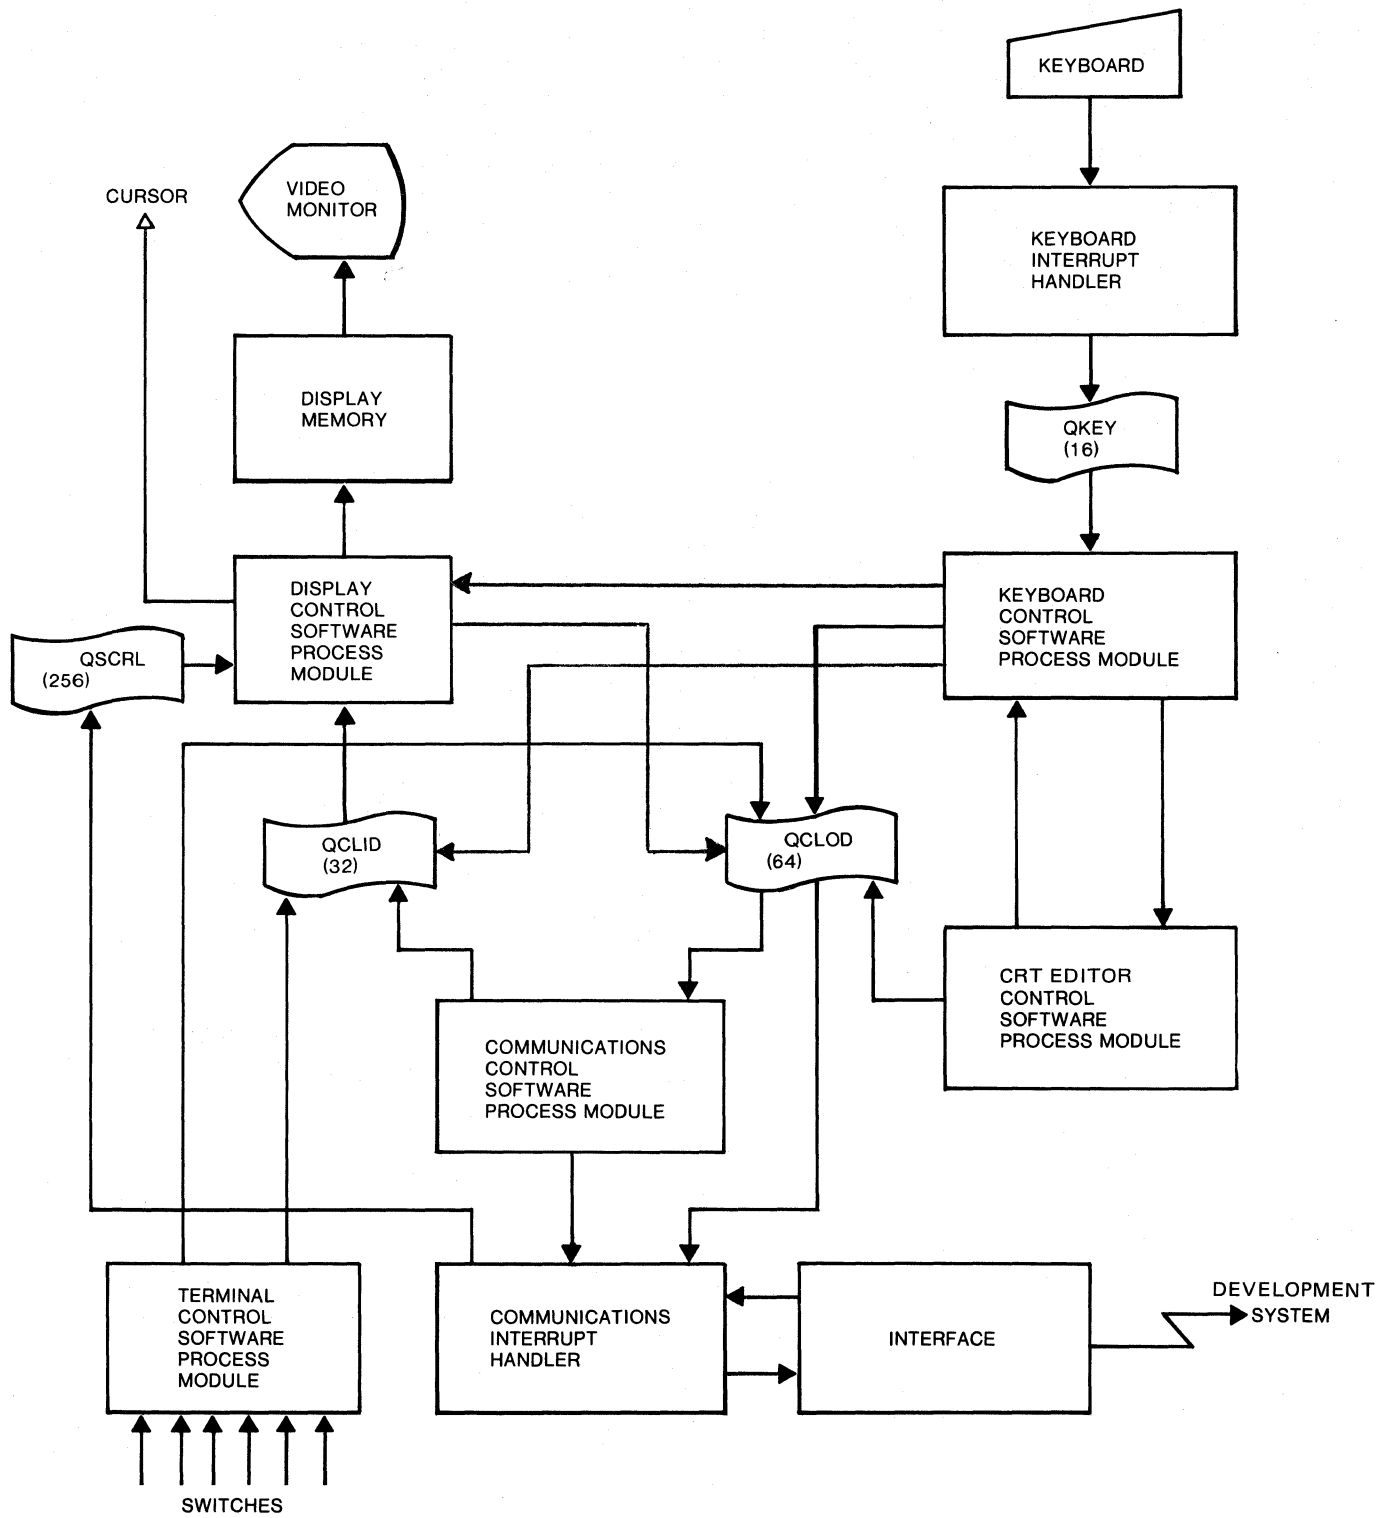 KEYBOARD
CURSOR
VIDEO
MONITOR
KEYBOARD
INTERRUPT
HANDLER
DISPLAY
MEMORY
QKEY
(16)
DISPLAY
CONTROL
SOFTWARE
PROCESS
MODULE
KEYBOARD
CONTROL
SOFTWARE
PROCESS MODULE
QSCRL
(256)
QCLID
(32)
QCLOD
(64)
CRT EDITOR
CONTROL
SOFTWARE
PROCESS MODULE
COMMUNICATIONS
CONTROL
SOFTWARE
PROCESS MODULE
TERMINAL
CONTROL
SOFTWARE
PROCESS
MODULE
COMMUNICATIONS
INTERRUPT
HANDLER
INTERFACE
DEVELOPMENT
SYSTEM
SWITCHES